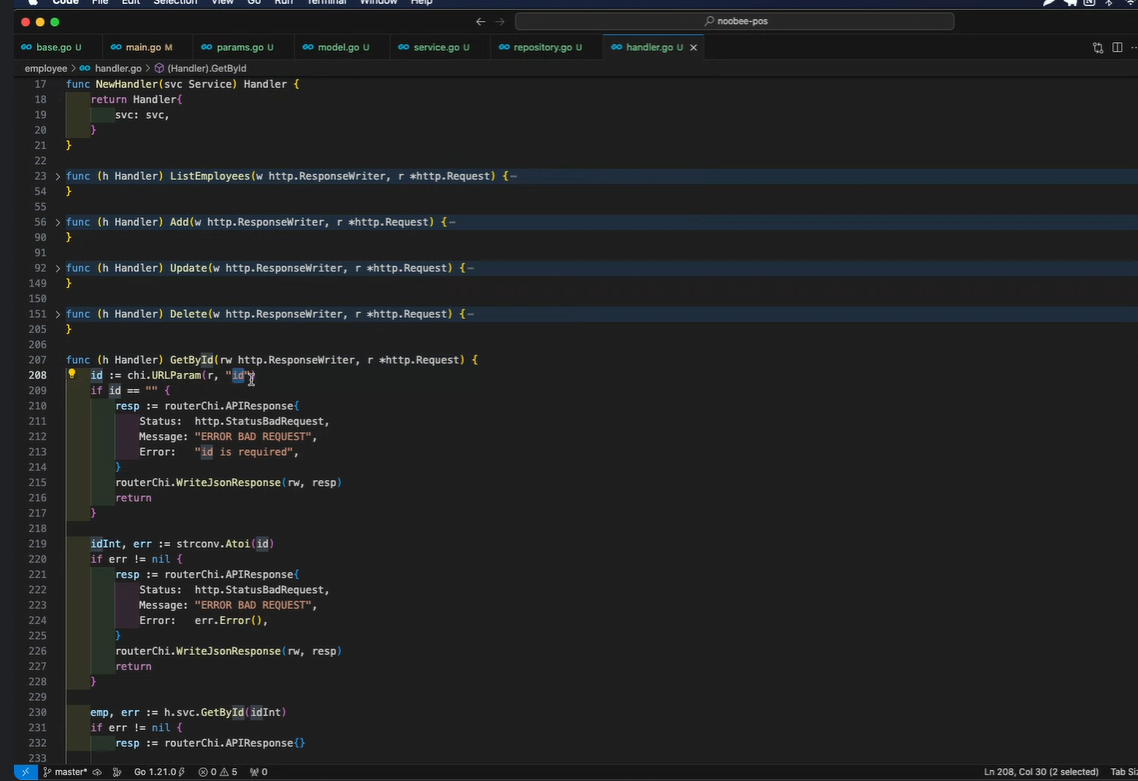 Code File Edit Selection View Go Run Terminal Window Help
noobee-pos
base.go U main.go M params.go U model.go U service.go U repository.go U handler.go U
employee > handler.go > (Handler).GetById
17 func NewHandler(svc Service) Handler {
18 return Handler{
19 svc: svc,
20 }
21 }
22
23 func (h Handler) ListEmployees(w http.ResponseWriter, r *http.Request) {
54 }
55
56 func (h Handler) Add(w http.ResponseWriter, r *http.Request) {
90 }
91
92 func (h Handler) Update(w http.ResponseWriter, r *http.Request) {
149 }
150
151 func (h Handler) Delete(w http.ResponseWriter, r *http.Request) {
205 }
206
207 func (h Handler) GetById(rw http.ResponseWriter, r *http.Request) {
208 id := chi.URLParam(r, "id")
209 if id == "" {
210 resp := routerChi.APIResponse{
211 Status: http.StatusBadRequest,
212 Message: "ERROR BAD REQUEST",
213 Error: "id is required",
214 }
215 routerChi.WriteJsonResponse(rw, resp)
216 return
217 }
218
219 idInt, err := strconv.Atoi(id)
220 if err != nil {
221 resp := routerChi.APIResponse{
222 Status: http.StatusBadRequest,
223 Message: "ERROR BAD REQUEST",
224 Error: err.Error(),
225 }
226 routerChi.WriteJsonResponse(rw, resp)
227 return
228 }
229
230 emp, err := h.svc.GetById(idInt)
231 if err != nil {
232 resp := routerChi.APIResponse{}
233
master* Go 1.21.0 0 5 0 Ln 208, Col 30 (2 selected) Tab Siz